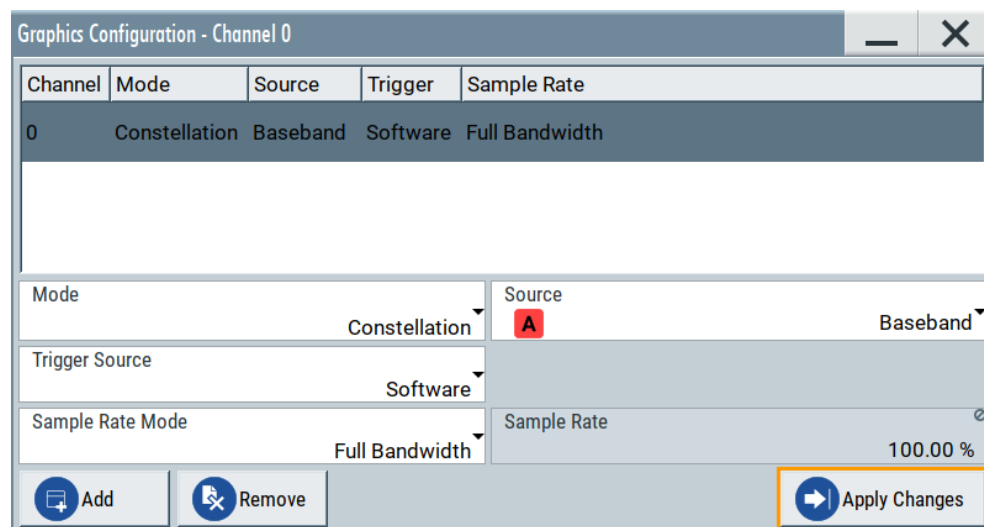 Graphics Configuration - Channel 0
Channel Mode Source Trigger Sample Rate
0 Constellation Baseband Software Full Bandwidth
Mode
Constellation
Source
A Baseband
Trigger Source
Software
Sample Rate Mode
Full Bandwidth
Sample Rate
100.00 %
Add Remove Apply Changes